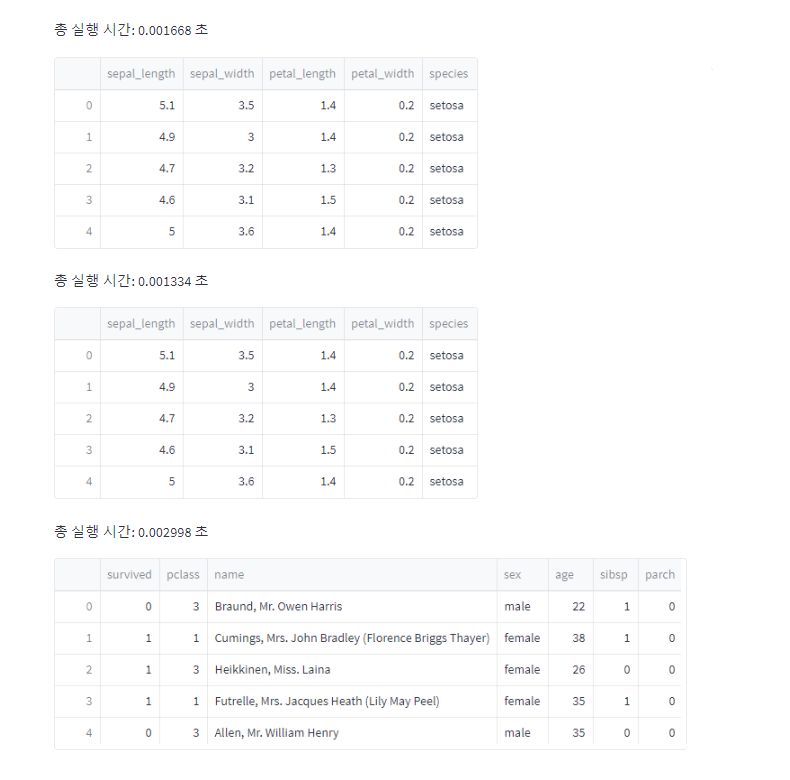 총 실행 시간: 0.001668 초
sepal_length sepal_width petal_length petal_width species
0 5.1 3.5 1.4 0.2 setosa
1 4.9 3 1.4 0.2 setosa
2 4.7 3.2 1.3 0.2 setosa
3 4.6 3.1 1.5 0.2 setosa
4 5 3.6 1.4 0.2 setosa
총 실행 시간: 0.001334 초
sepal_length sepal_width petal_length petal_width species
0 5.1 3.5 1.4 0.2 setosa
1 4.9 3 1.4 0.2 setosa
2 4.7 3.2 1.3 0.2 setosa
3 4.6 3.1 1.5 0.2 setosa
4 5 3.6 1.4 0.2 setosa
총 실행 시간: 0.002998 초
survived pclass name sex age sibsp parch
0 0 3 Braund, Mr. Owen Harris male 22 1 0
1 1 1 Cumings, Mrs. John Bradley (Florence Briggs Thayer) female 38 1 0
2 1 3 Heikkinen, Miss. Laina female 26 0 0
3 1 1 Futrelle, Mrs. Jacques Heath (Lily May Peel) female 35 1 0
4 0 3 Allen, Mr. William Henry male 35 0 0